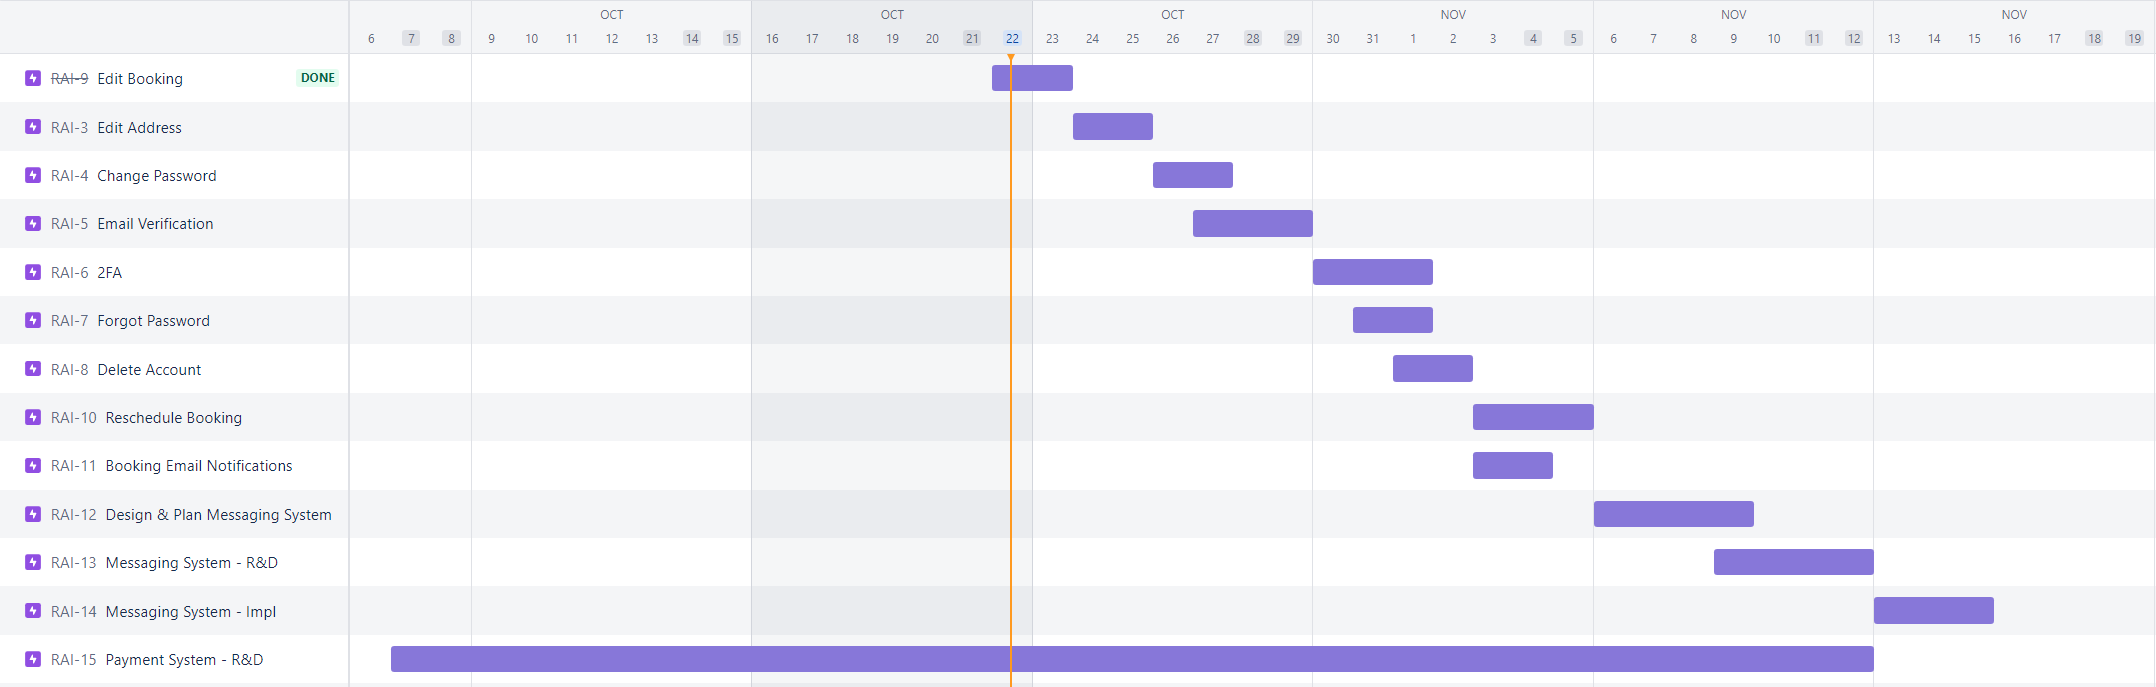 OCT OCT OCT NOV NOV NOV
6 7 8 9 10 11 12 13 14 15 16 17 18 19 20 21 22 23 24 25 26 27 28 29 30 31 1 2 3 4 5 6 7 8 9 10 11 12 13 14 15 16 17 18 19
RAI-9 Edit Booking DONE
RAI-3 Edit Address
RAI-4 Change Password
RAI-5 Email Verification
RAI-6 2FA
RAI-7 Forgot Password
RAI-8 Delete Account
RAI-10 Reschedule Booking
RAI-11 Booking Email Notifications
RAI-12 Design & Plan Messaging System
RAI-13 Messaging System - R&D
RAI-14 Messaging System - Impl
RAI-15 Payment System - R&D